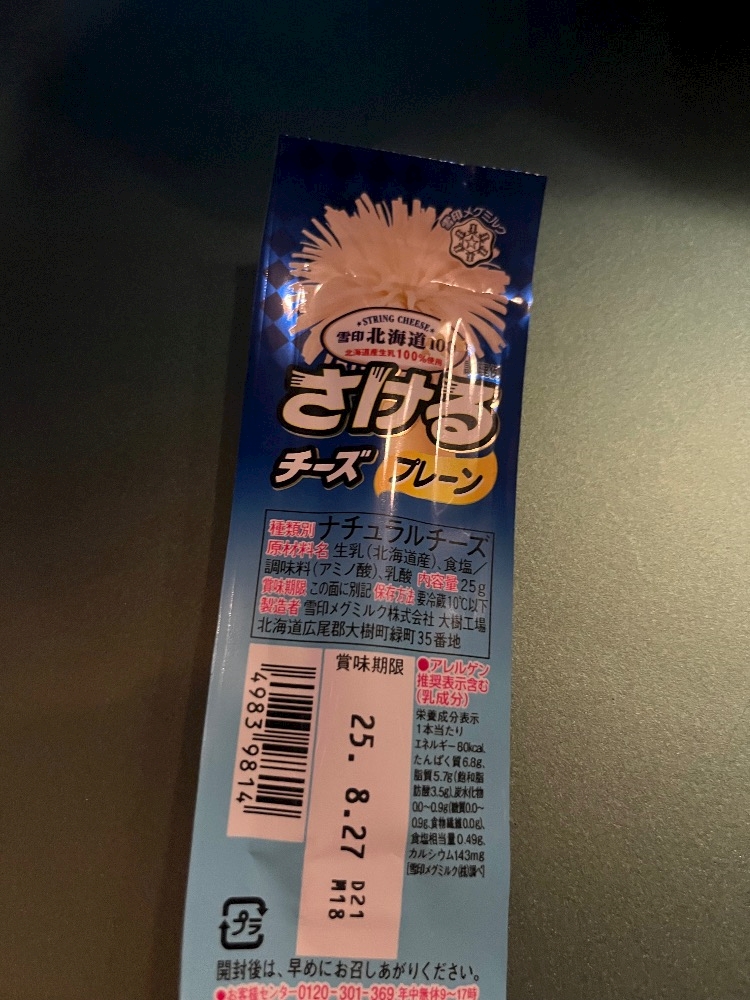 雪印メグミルク
STRING CHEESE
雪印北海道10
北海道産生乳100%使用
さける
チーズ プレーン
種類別 ナチュラルチーズ
原材料名 生乳(北海道産)、食塩/
調味料(アミノ酸)、乳酸 内容量 25g
賞味期限 この面に別記 保存方法 要冷蔵10℃以下
製造者 雪印メグミルク株式会社 大樹工場
北海道広尾郡大樹町緑町35番地
4983 9814
賞味期限
25. 8.27
D21
M18
●アレルゲン
推奨表示含む
(乳成分)
栄養成分表示
1本当たり
エネルギー80kcal、
たんぱく質6.8g、
脂質5.7g(飽和脂
肪酸3.5g)、炭水化物
0.0~0.9g(糖質0.0~
0.9g、食物繊維0.0g)、
食塩相当量0.49g、
カルシウム143mg
[雪印メグミルク(株)調べ]
プラ
開封後は、早めにお召しあがりください。
●お客様センター0120-301-369 年中無休9~17時